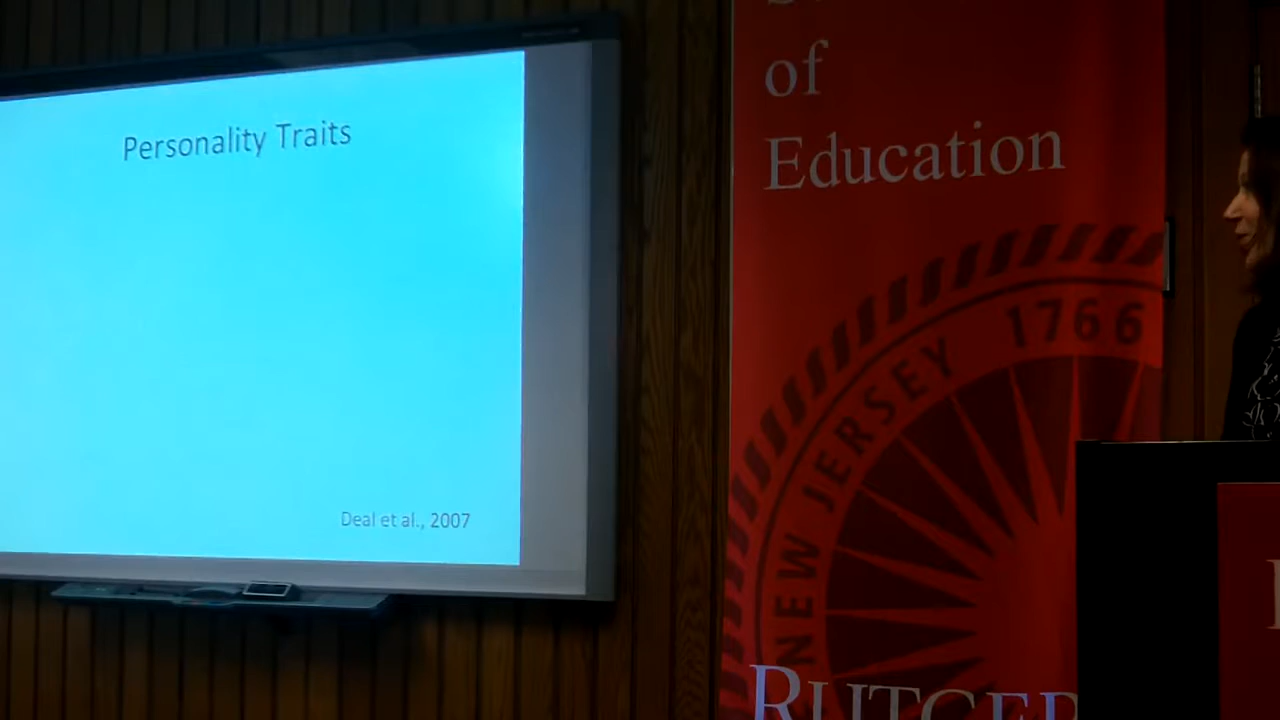 Personality Traits
Deal et al., 2007
of
Education
NEW JERSEY 1766